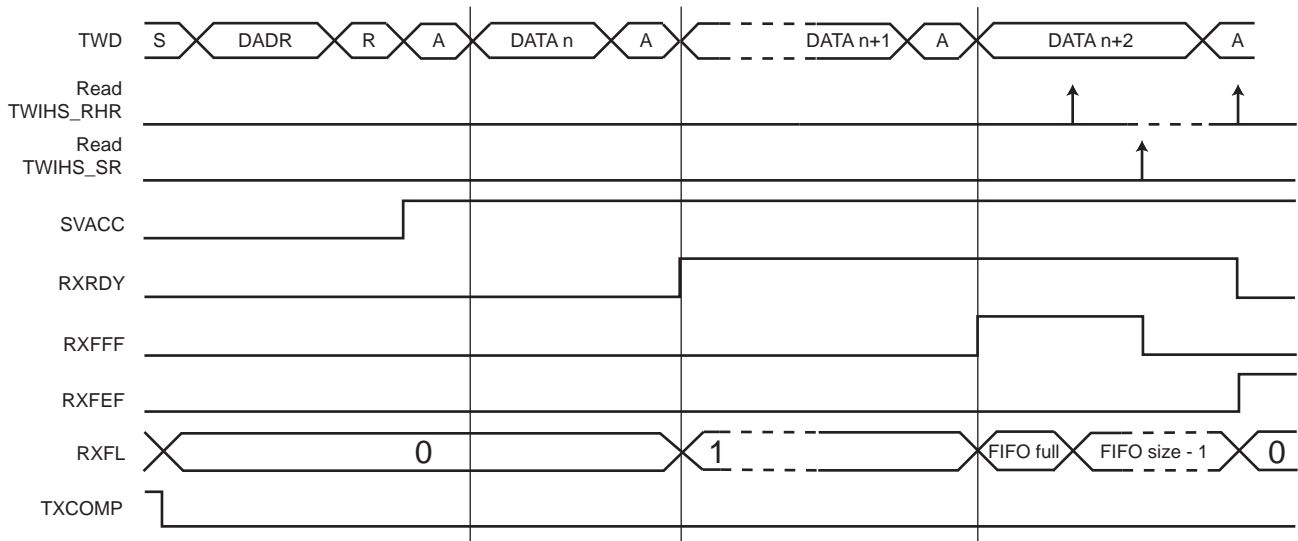 TWD S DADR R A DATA n A DATA n+1 A DATA n+2 A
Read
TWIHS_RHR
Read
TWIHS_SR
SVACC
RXRDY
RXFFF
RXFEF
RXFL 0 1 FIFO full FIFO size - 1 0
TXCOMP